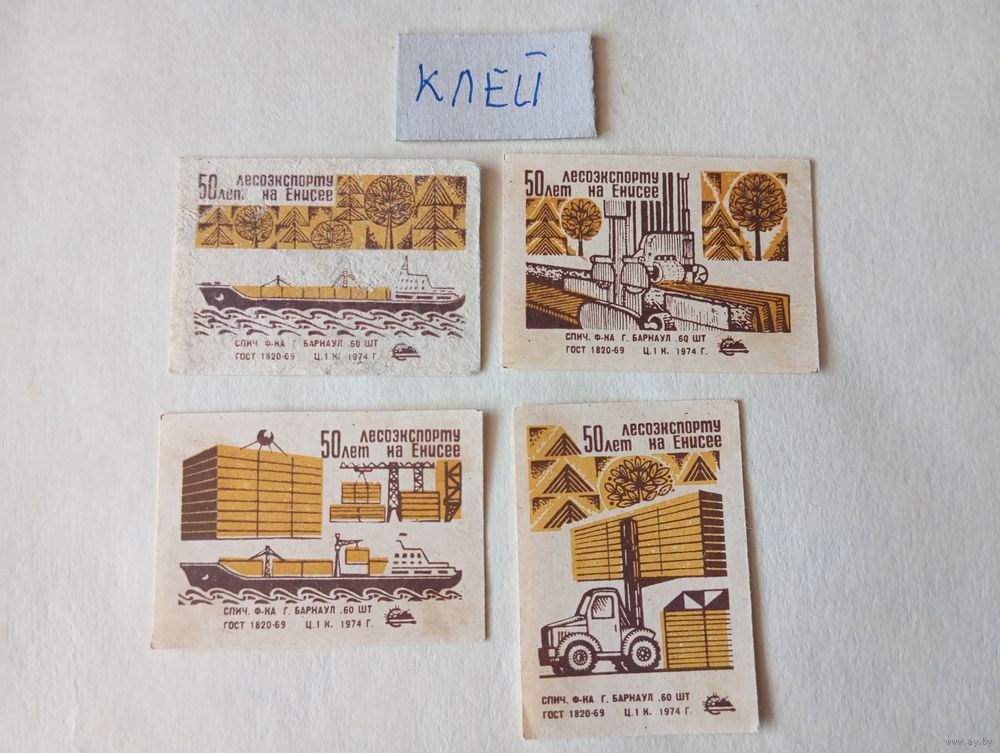 КЛЕЙ
50 лесоэкспорту
лет на Енисее
СПИЧ. Ф-КА Г. БАРНАУЛ .60 ШТ
ГОСТ 1820-69 Ц.1 К. 1974 Г.
50 лесоэкспорту
лет на Енисее
СПИЧ. Ф-КА Г. БАРНАУЛ .60 ШТ
ГОСТ 1820-69 Ц.1 К. 1974 Г.
50 лесоэкспорту
лет на Енисее
СПИЧ. Ф-КА Г. БАРНАУЛ .60 ШТ
ГОСТ 1820-69 Ц.1 К. 1974 Г.
50 лесоэкспорту
лет на Енисее
СПИЧ. Ф-КА Г. БАРНАУЛ .60 ШТ
ГОСТ 1820-69 Ц.1 К. 1974 Г.
www.ay.by